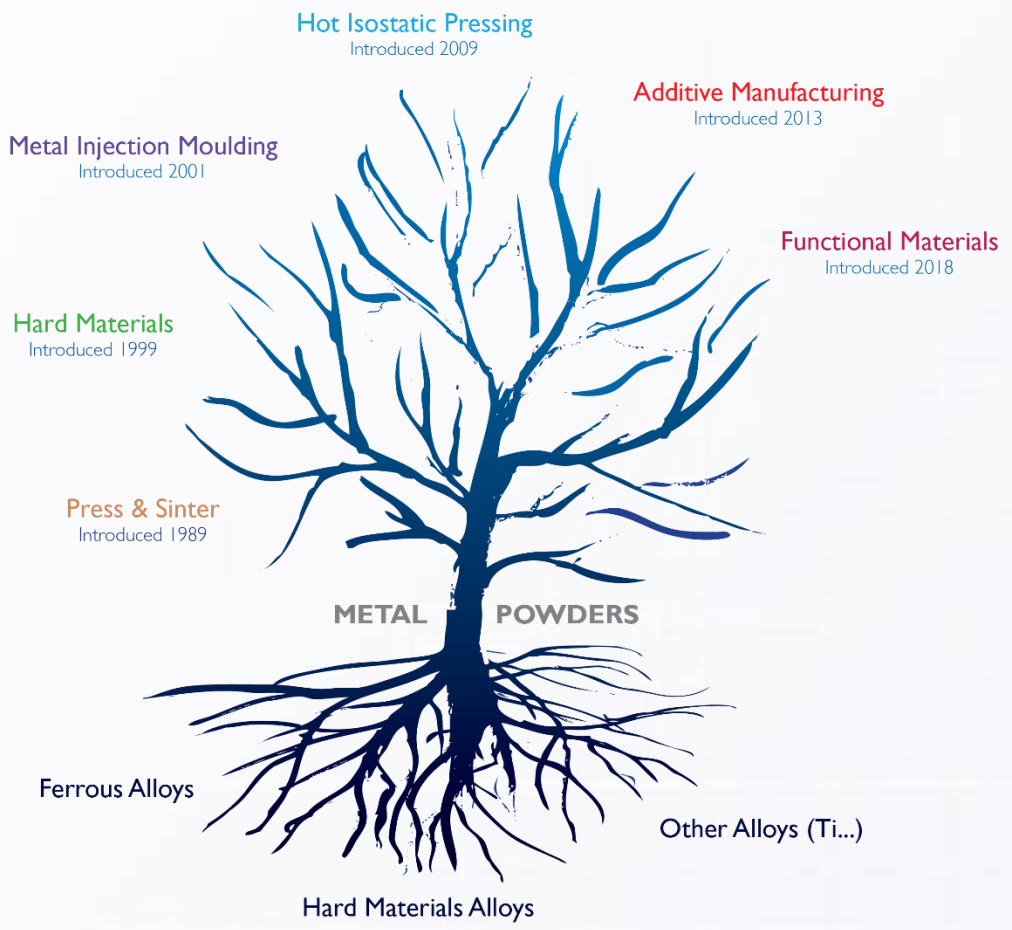 Hot Isostatic Pressing
Introduced 2009
Additive Manufacturing
Introduced 2013
Metal Injection Moulding
Introduced 2001
Functional Materials
Introduced 2018
Hard Materials
Introduced 1999
Press & Sinter
Introduced 1989
METAL POWDERS
Ferrous Alloys
Other Alloys (Ti...)
Hard Materials Alloys